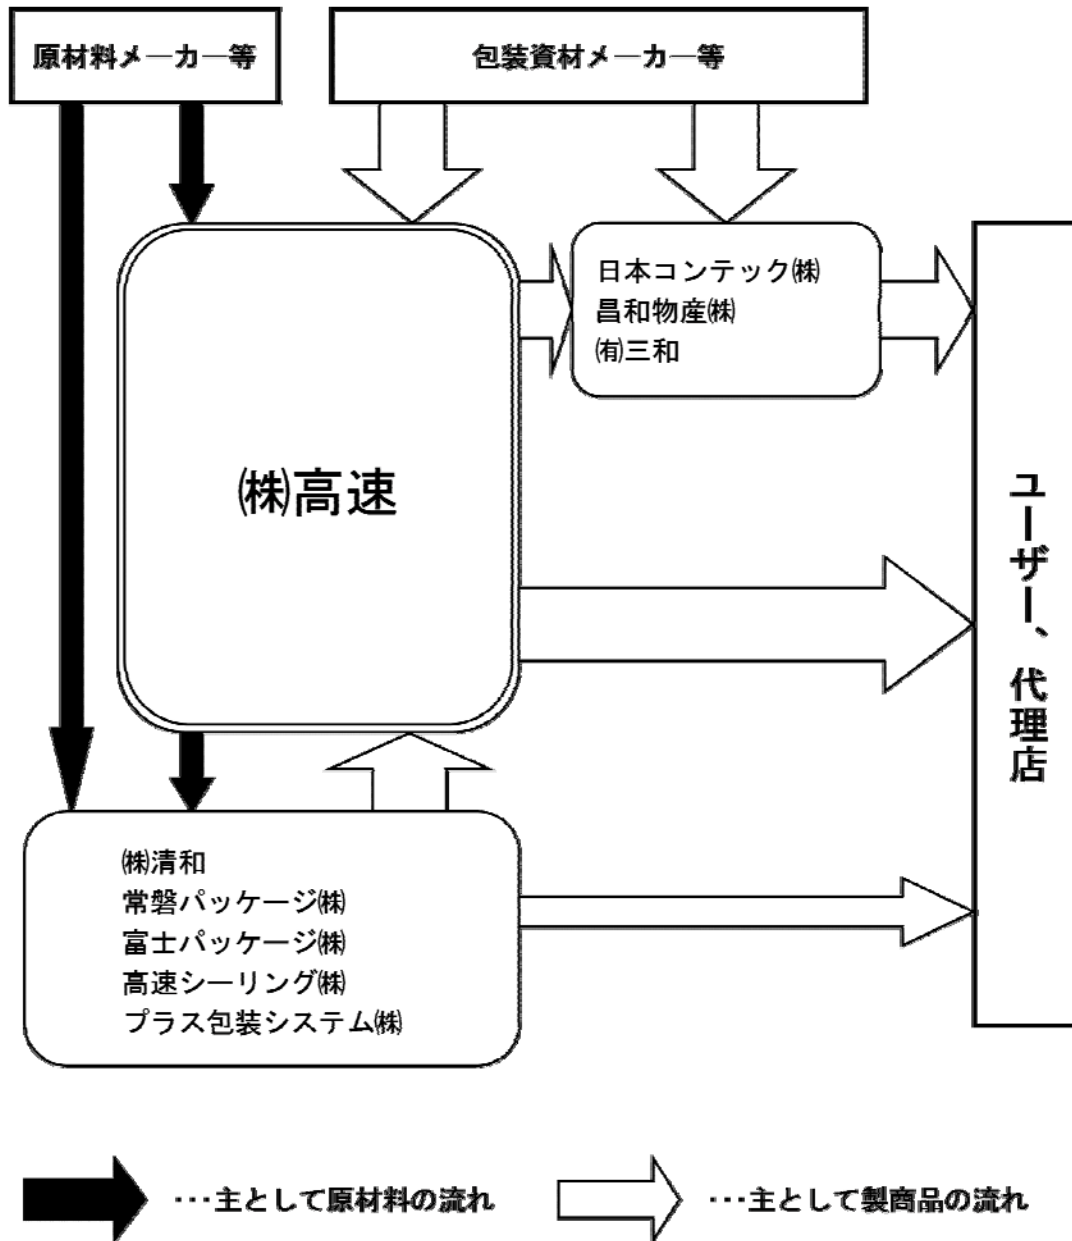 原材料メーカー等
包装資材メーカー等
日本コンテック㈱
昌和物産㈱
㈲三和
㈱高速
ユーザー、代理店
㈱清和
常磐パッケージ㈱
富士パッケージ㈱
高速シーリング㈱
プラス包装システム㈱
…主として原材料の流れ
…主として製商品の流れ